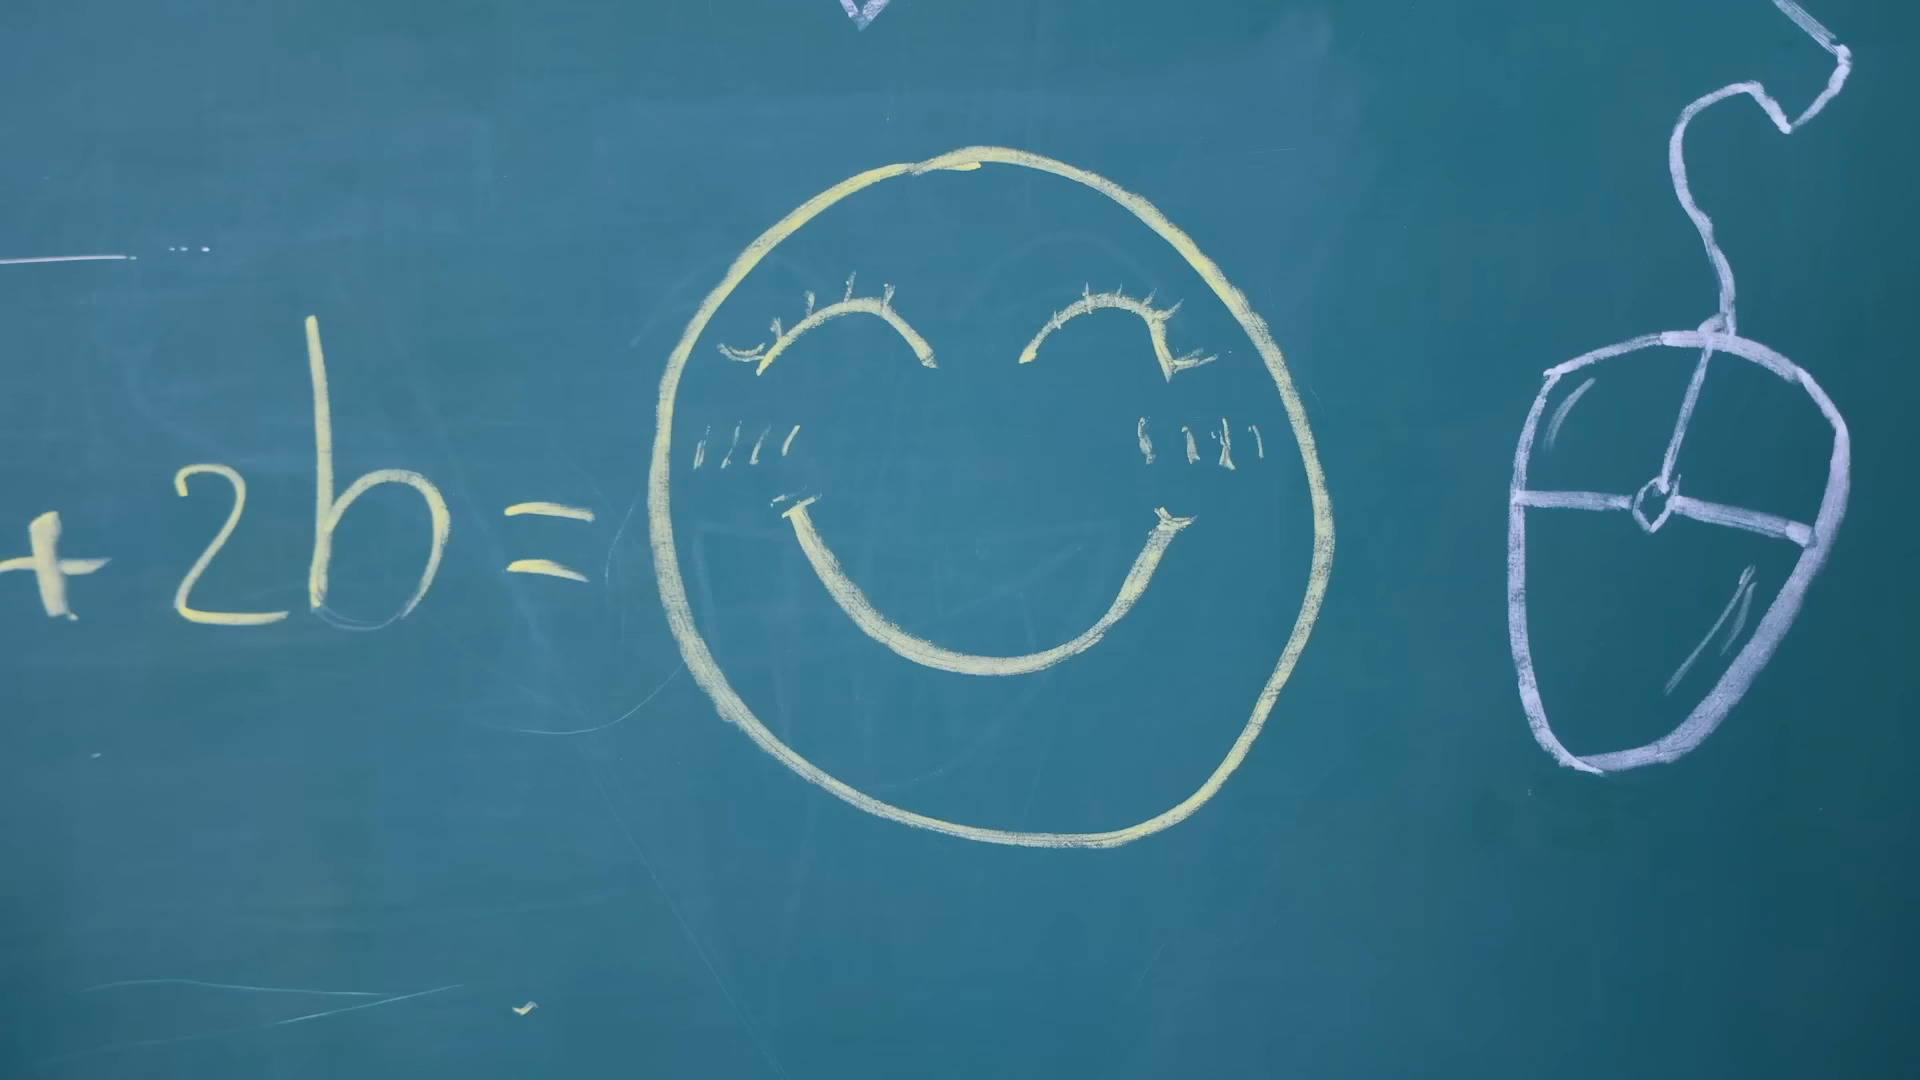 + 2b =